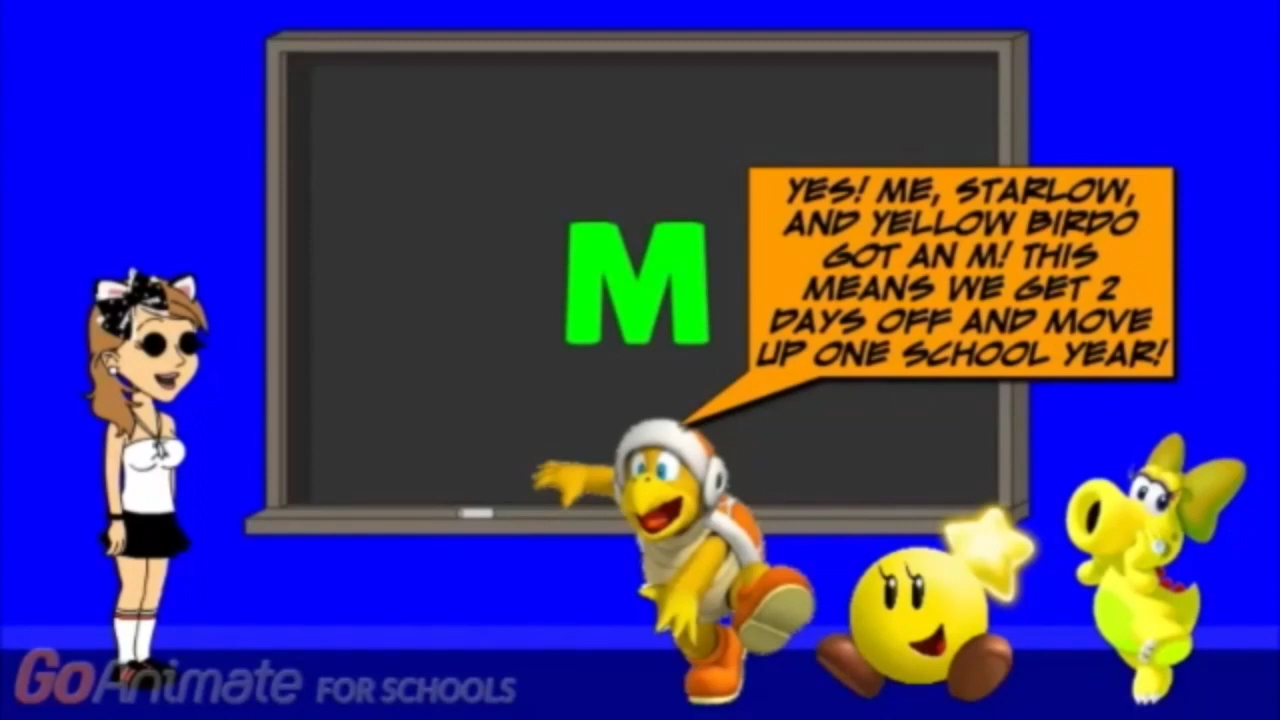 M
YES! ME, STARLOW,
AND YELLOW BIRDO
GOT AN M! THIS
MEANS WE GET 2
DAYS OFF AND MOVE
UP ONE SCHOOL YEAR!
GoAnimate FOR SCHOOLS